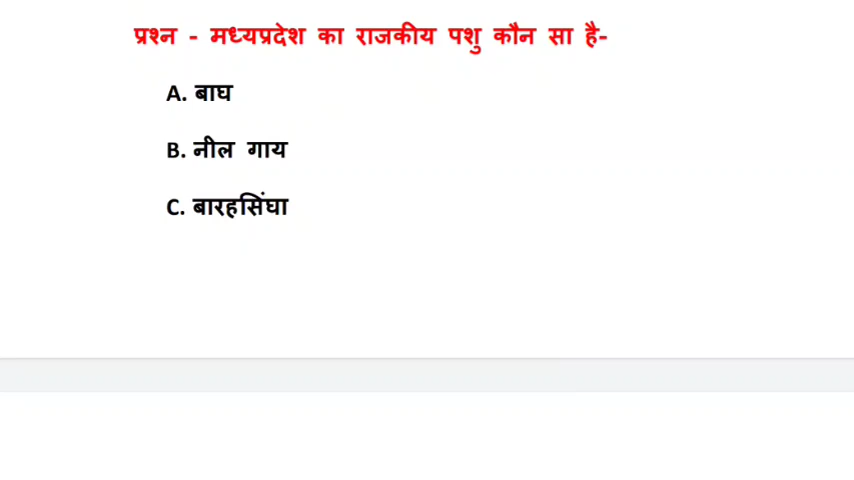 प्रश्न - मध्यप्रदेश का राजकीय पशु कौन सा है-
A. बाघ
B. नील गाय
C. बारहसिंघा